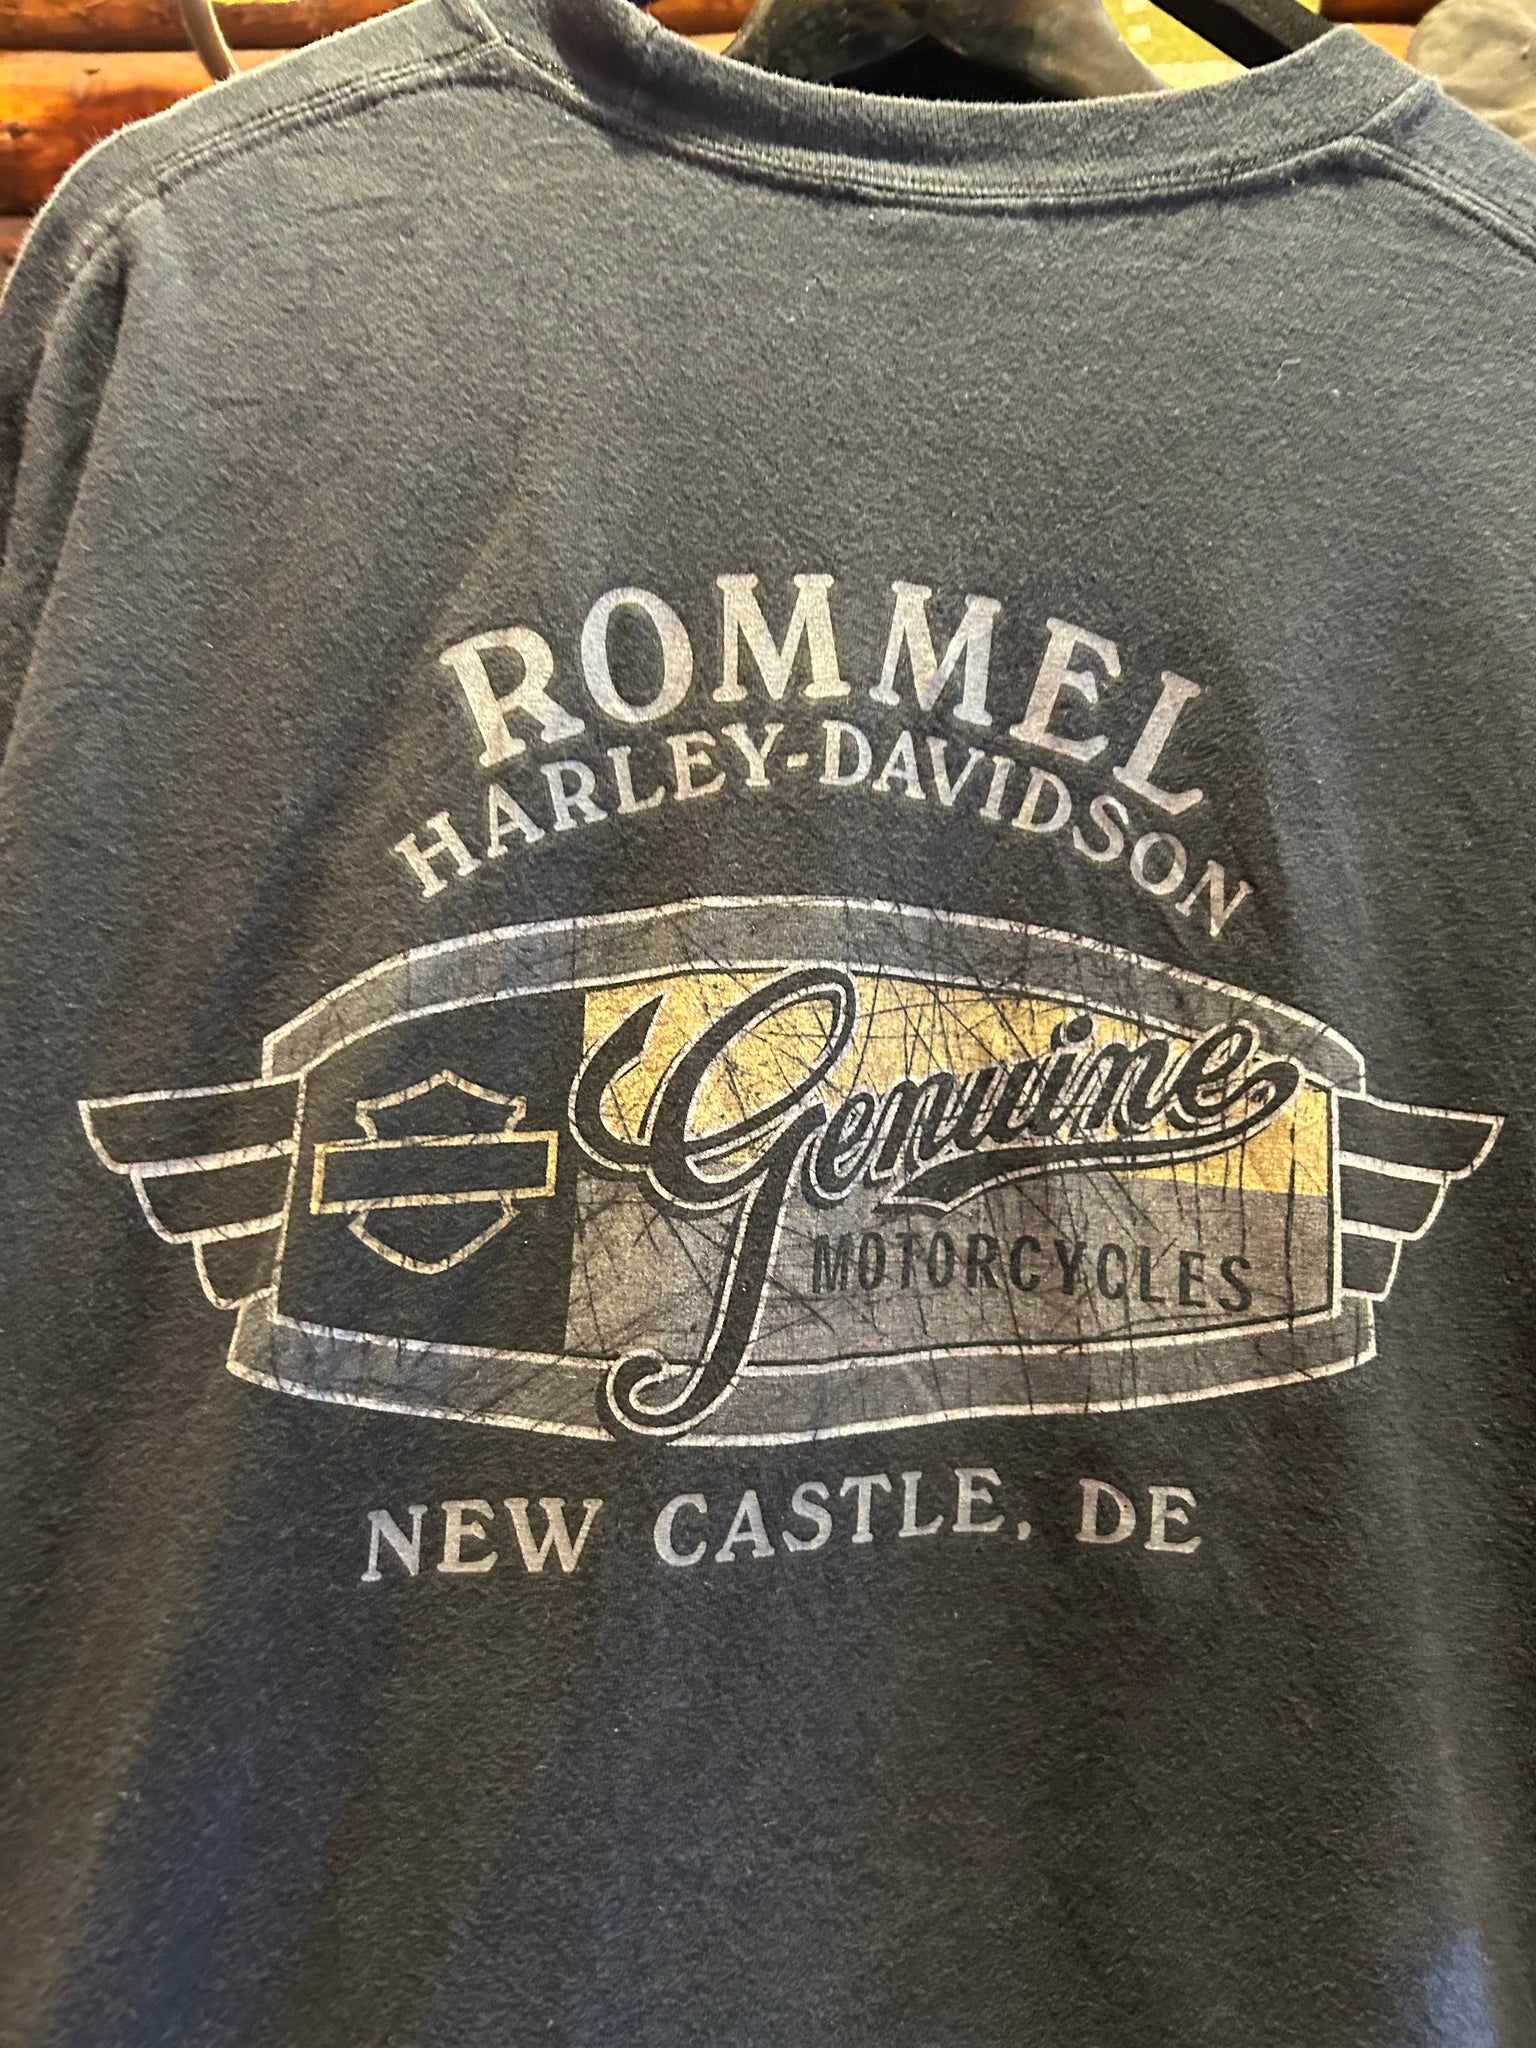 ROMMEL
HARLEY-DAVIDSON
Genuine
MOTORCYCLES
NEW CASTLE, DE